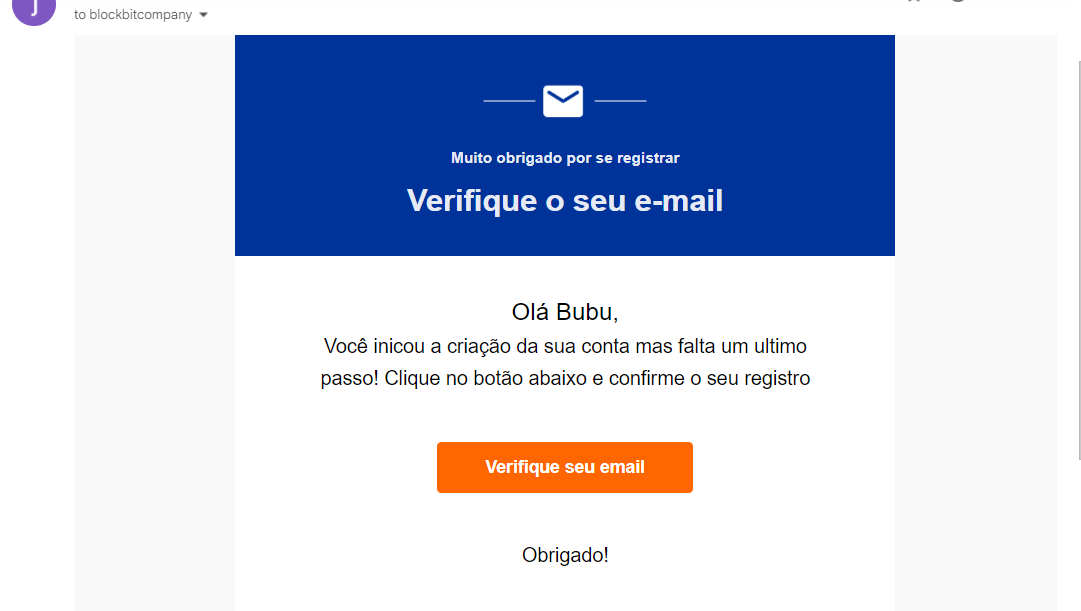 J
to blockbitcompany
Muito obrigado por se registrar
Verifique o seu e-mail
Olá Bubu,
Você inicou a criação da sua conta mas falta um ultimo
passo! Clique no botão abaixo e confirme o seu registro
Verifique seu email
Obrigado!